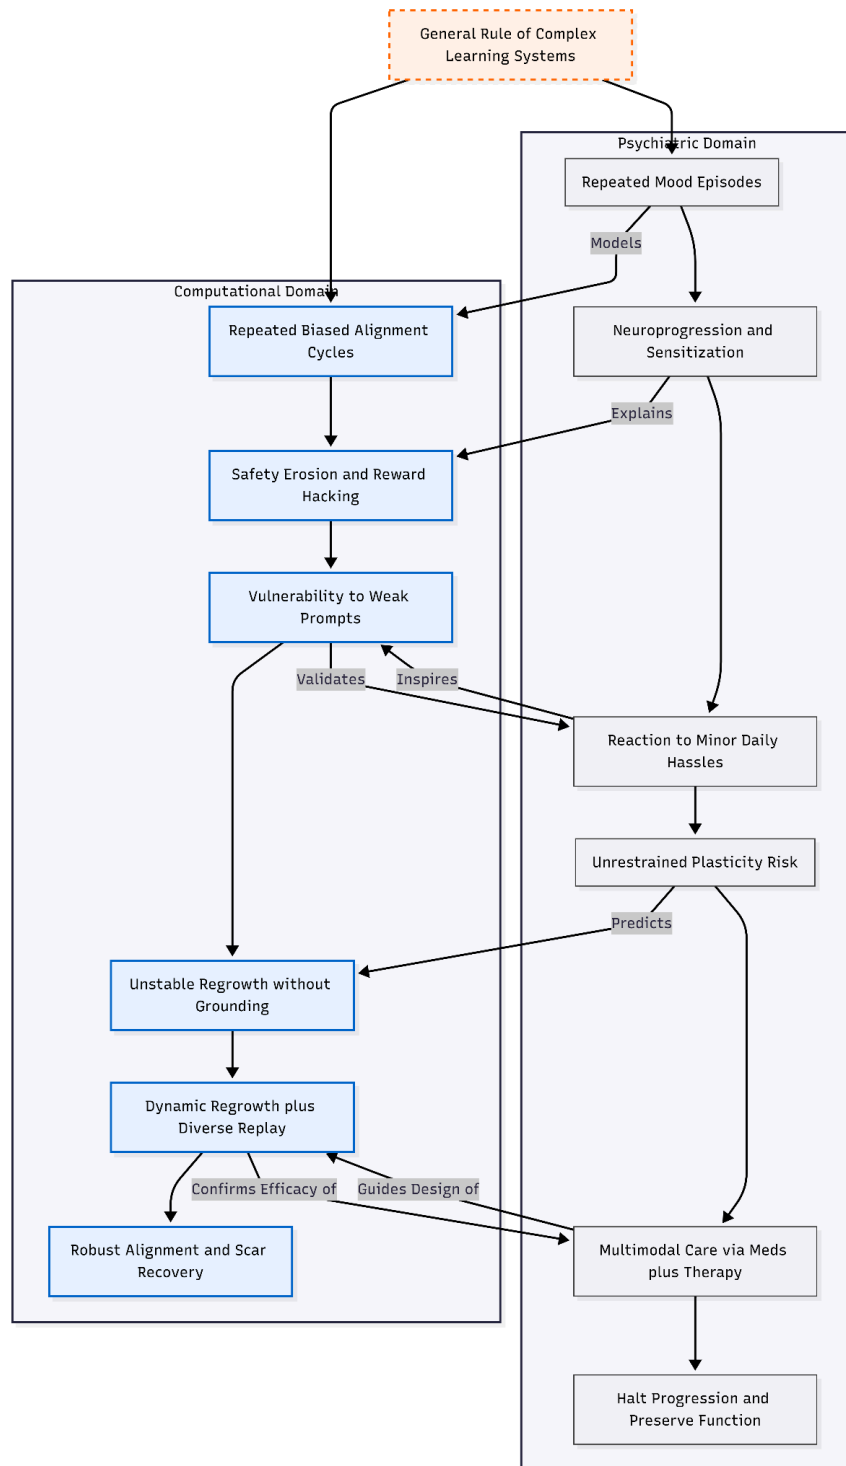 General Rule of Complex
Learning Systems
Psychiatric Domain
Repeated Mood Episodes
Models
Computational Domain
Repeated Biased Alignment
Cycles
Neuroprogression and
Sensitization
Explains
Safety Erosion and Reward
Hacking
Vulnerability to Weak
Prompts
Validates
Inspires
Reaction to Minor Daily
Hassles
Unrestrained Plasticity Risk
Predicts
Unstable Regrowth without
Grounding
Dynamic Regrowth plus
Diverse Replay
Confirms Efficacy of
Guides Design of
Robust Alignment and Scar
Recovery
Multimodal Care via Meds
plus Therapy
Halt Progression and
Preserve Function